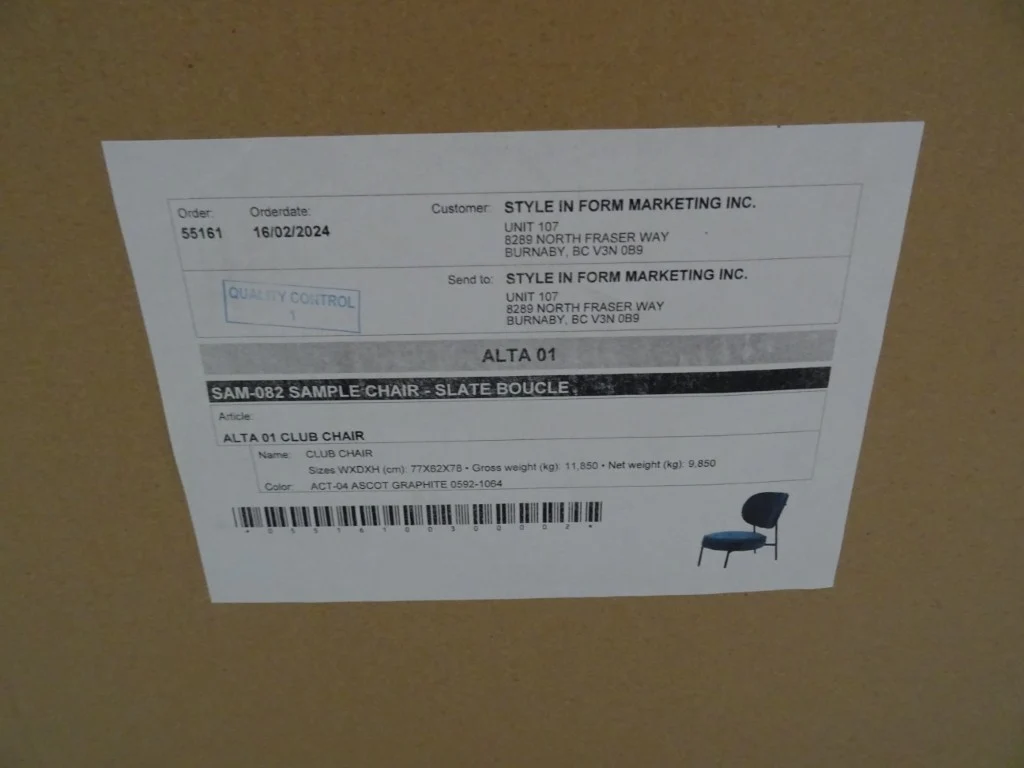 Order: Orderdate: Customer: STYLE IN FORM MARKETING INC.
55161 16/02/2024 UNIT 107
8289 NORTH FRASER WAY
BURNABY, BC V3N 0B9
Send to: STYLE IN FORM MARKETING INC.
QUALITY CONTROL
1
UNIT 107
8289 NORTH FRASER WAY
BURNABY, BC V3N 0B9
ALTA 01
SAM-082 SAMPLE CHAIR - SLATE BOUCLE
Article:
ALTA 01 CLUB CHAIR
Name: CLUB CHAIR
Sizes WXDXH (cm): 77X82X78 • Gross weight (kg): 11,850 • Net weight (kg): 9,850
Color: ACT-04 ASCOT GRAPHITE 0592-1064